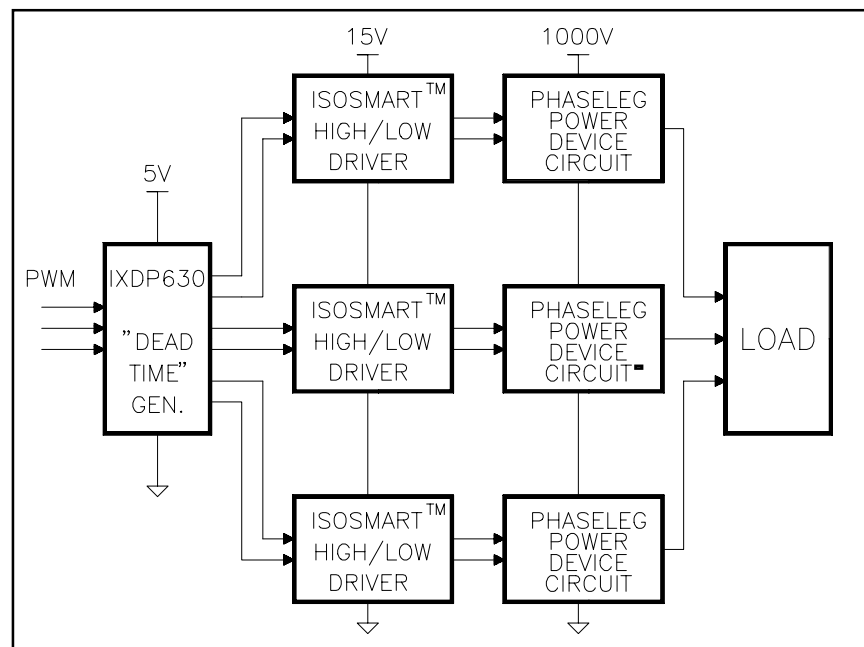 15V
1000V
ISOSMART™
HIGH/LOW
DRIVER
PHASELEG
POWER
DEVICE
CIRCUIT
5V
PWM
IXDP630
"DEAD
TIME"
GEN.
ISOSMART™
HIGH/LOW
DRIVER
PHASELEG
POWER
DEVICE
CIRCUIT
LOAD
ISOSMART™
HIGH/LOW
DRIVER
PHASELEG
POWER
DEVICE
CIRCUIT